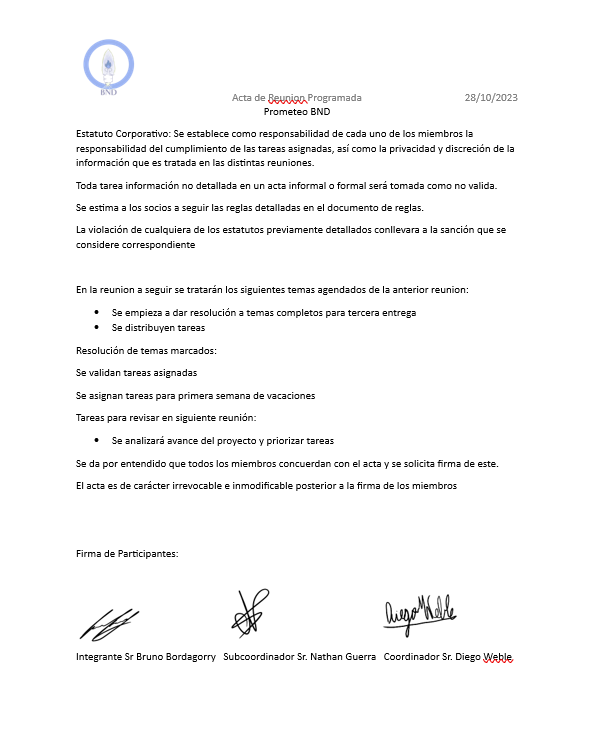 BND
Acta de Reunion Programada 28/10/2023
Prometeo BND
Estatuto Corporativo: Se establece como responsabilidad de cada uno de los miembros la
responsabilidad del cumplimiento de las tareas asignadas, así como la privacidad y discreción de la
información que es tratada en las distintas reuniones.
Toda tarea información no detallada en un acta informal o formal será tomada como no valida.
Se estima a los socios a seguir las reglas detalladas en el documento de reglas.
La violación de cualquiera de los estatutos previamente detallados conllevara a la sanción que se
considere correspondiente
En la reunion a seguir se tratarán los siguientes temas agendados de la anterior reunion:
• Se empieza a dar resolución a temas completos para tercera entrega
• Se distribuyen tareas
Resolución de temas marcados:
Se validan tareas asignadas
Se asignan tareas para primera semana de vacaciones
Tareas para revisar en siguiente reunión:
• Se analizará avance del proyecto y priorizar tareas
Se da por entendido que todos los miembros concuerdan con el acta y se solicita firma de este.
El acta es de carácter irrevocable e inmodificable posterior a la firma de los miembros
Firma de Participantes:
Diego Weble
Integrante Sr Bruno Bordagorry Subcoordinador Sr. Nathan Guerra Coordinador Sr. Diego Weble